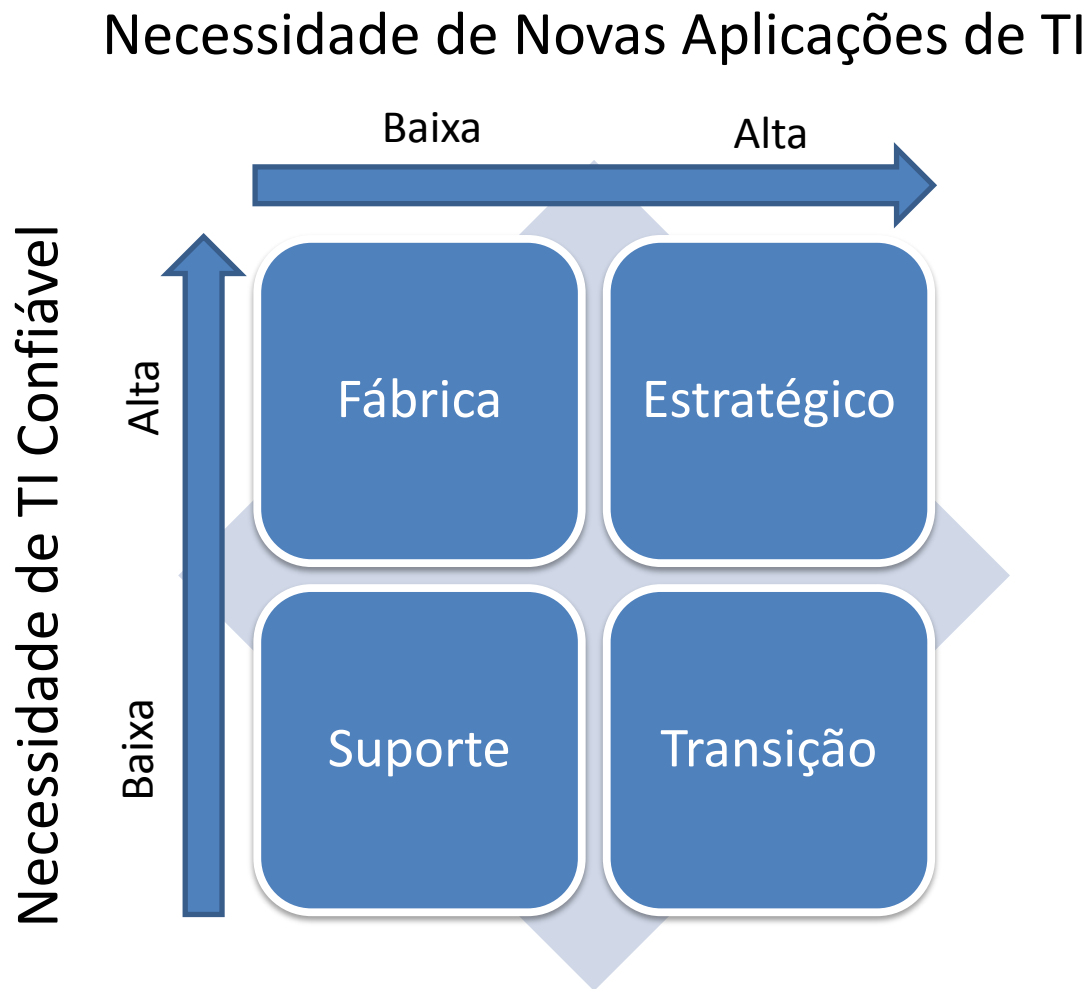 Necessidade de Novas Aplicações de TI
Baixa
Alta
Necessidade de TI Confiável
Alta
Baixa
Fábrica
Estratégico
Suporte
Transição